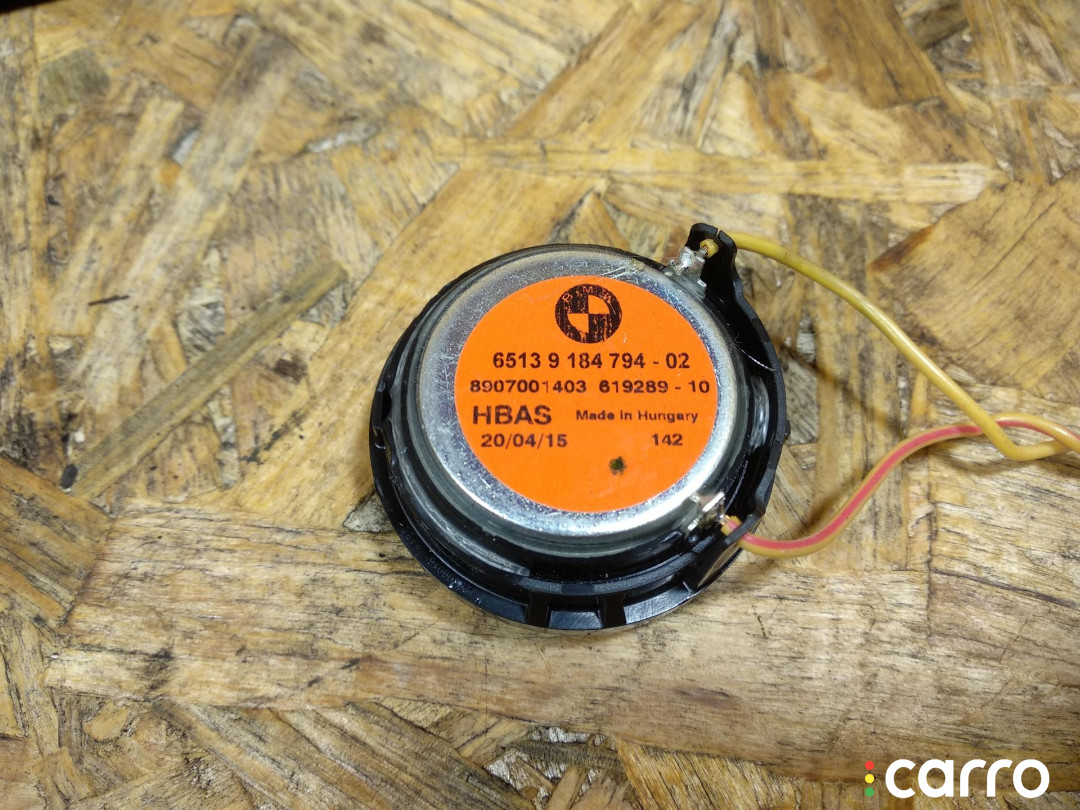 BMW
6513 9 184 794 - 02
8907001403 619289 - 10
HBAS Made in Hungary
20/04/15 142
carro